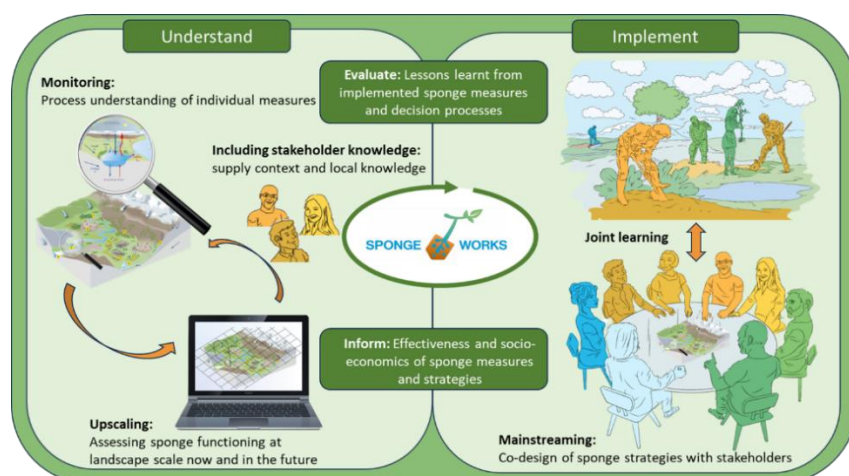 Understand
Monitoring:
Process understanding of individual measures
Including stakeholder knowledge:
supply context and local knowledge
Upscaling:
Assessing sponge functioning at
landscape scale now and in the future
Evaluate: Lessons learnt from
implemented sponge measures
and decision processes
SPONGE WORKS
Inform: Effectiveness and socio-
economics of sponge measures
and strategies
Implement
Joint learning
Mainstreaming:
Co-design of sponge strategies with stakeholders